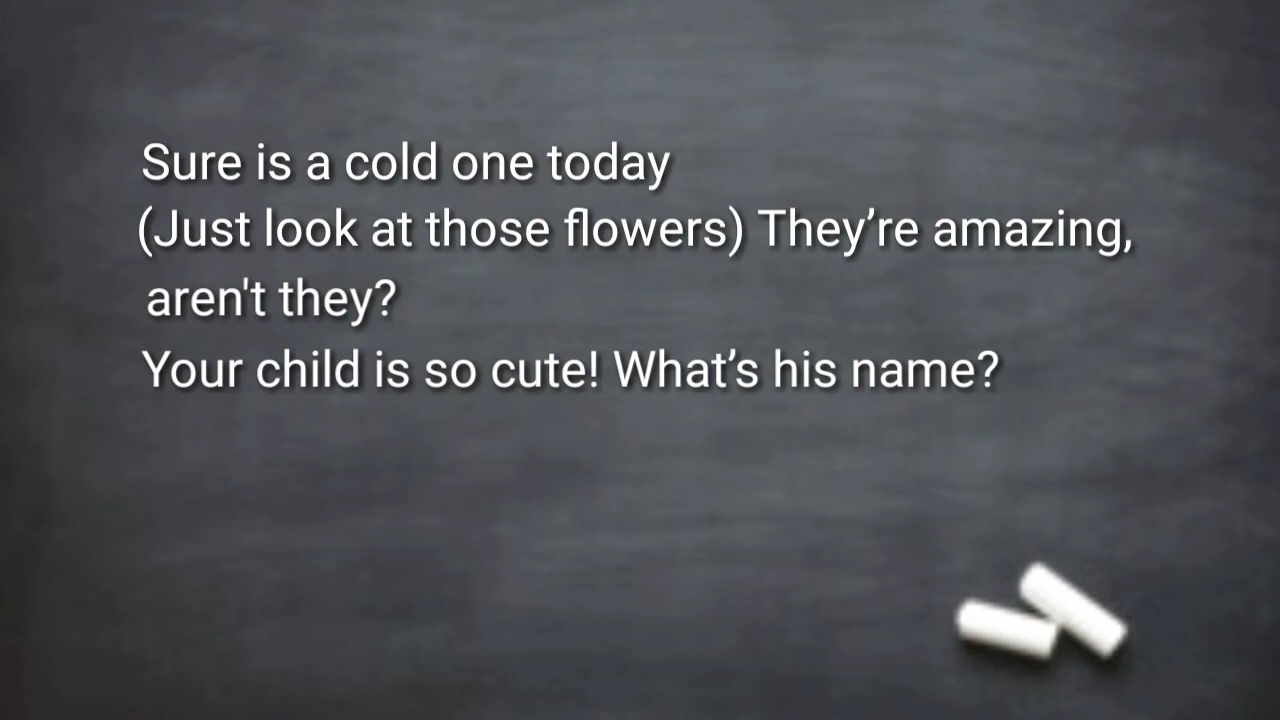 Sure is a cold one today
(Just look at those flowers) They’re amazing,
aren't they?
Your child is so cute! What’s his name?